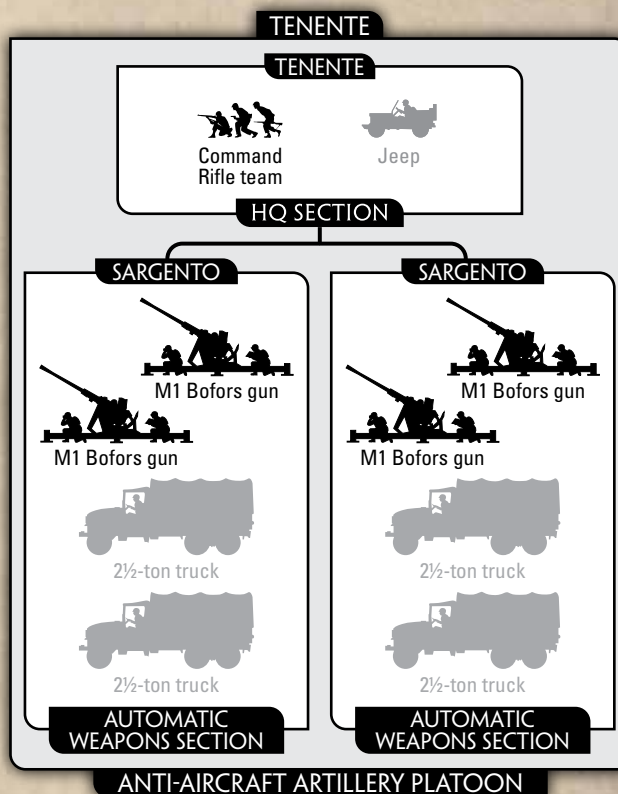 TENENTE
TENENTE
Command
Rifle team
Jeep
HQ SECTION
SARGENTO
M1 Bofors gun
M1 Bofors gun
2½-ton truck
2½-ton truck
AUTOMATIC
WEAPONS SECTION
SARGENTO
M1 Bofors gun
M1 Bofors gun
2½-ton truck
2½-ton truck
AUTOMATIC
WEAPONS SECTION
ANTI-AIRCRAFT ARTILLERY PLATOON